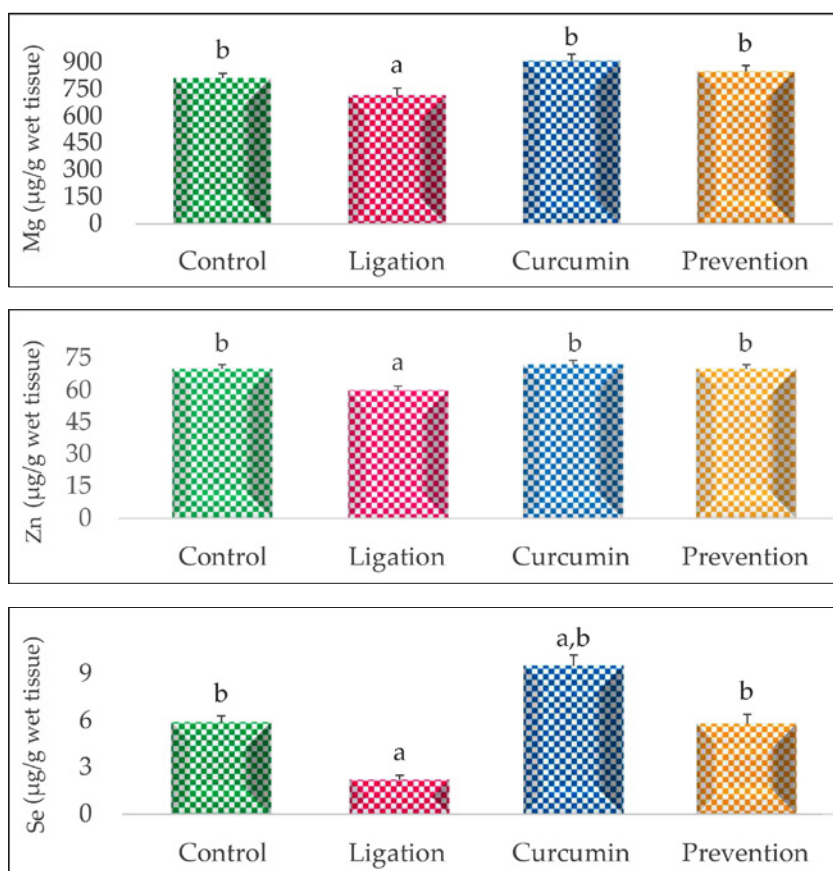 Mg (µg/g wet tissue)
900
750
600
450
300
150
0
b
a
b
b
Control
Ligation
Curcumin
Prevention
Zn (µg/g wet tissue)
75
60
45
30
15
0
b
a
b
b
Control
Ligation
Curcumin
Prevention
Se (µg/g wet tissue)
9
6
3
0
b
a
a,b
b
Control
Ligation
Curcumin
Prevention